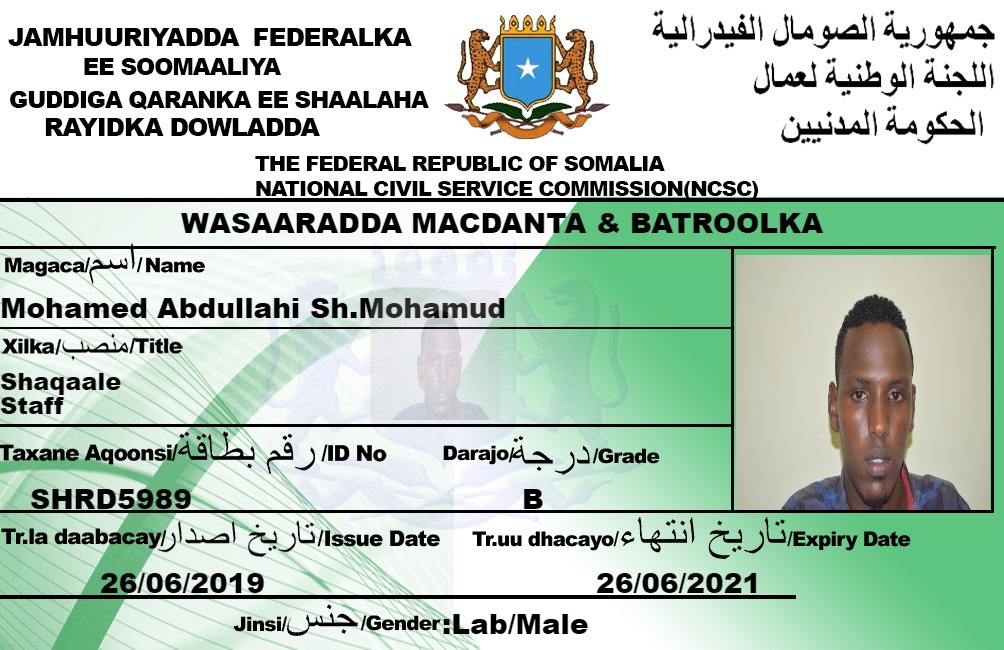 JAMHUURIYADDA FEDERALKA
EE SOOMAALIYA
GUDDIGA QARANKA EE SHAALAHA
RAYIDKA DOWLADDA
جمهورية الصومال الفيدرالية
اللجنة الوطنية لعمال
الحكومة المدنيين
THE FEDERAL REPUBLIC OF SOMALIA
NATIONAL CIVIL SERVICE COMMISSION(NCSC)
WASAARADDA MACDANTA & BATROOLKA
Magaca/اسم/Name
Mohamed Abdullahi Sh.Mohamud
Xilka/منصب/Title
Shaqaale
Staff
Taxane Aqoonsi/رقم بطاقة/ID No
Darajo/درجة/Grade
SHRD5989
B
Tr.la daabacay/تاريخ اصدار/Issue Date
Tr.uu dhacayo/تاريخ انتهاء/Expiry Date
26/06/2019
26/06/2021
Jinsi/جنس/Gender:Lab/Male